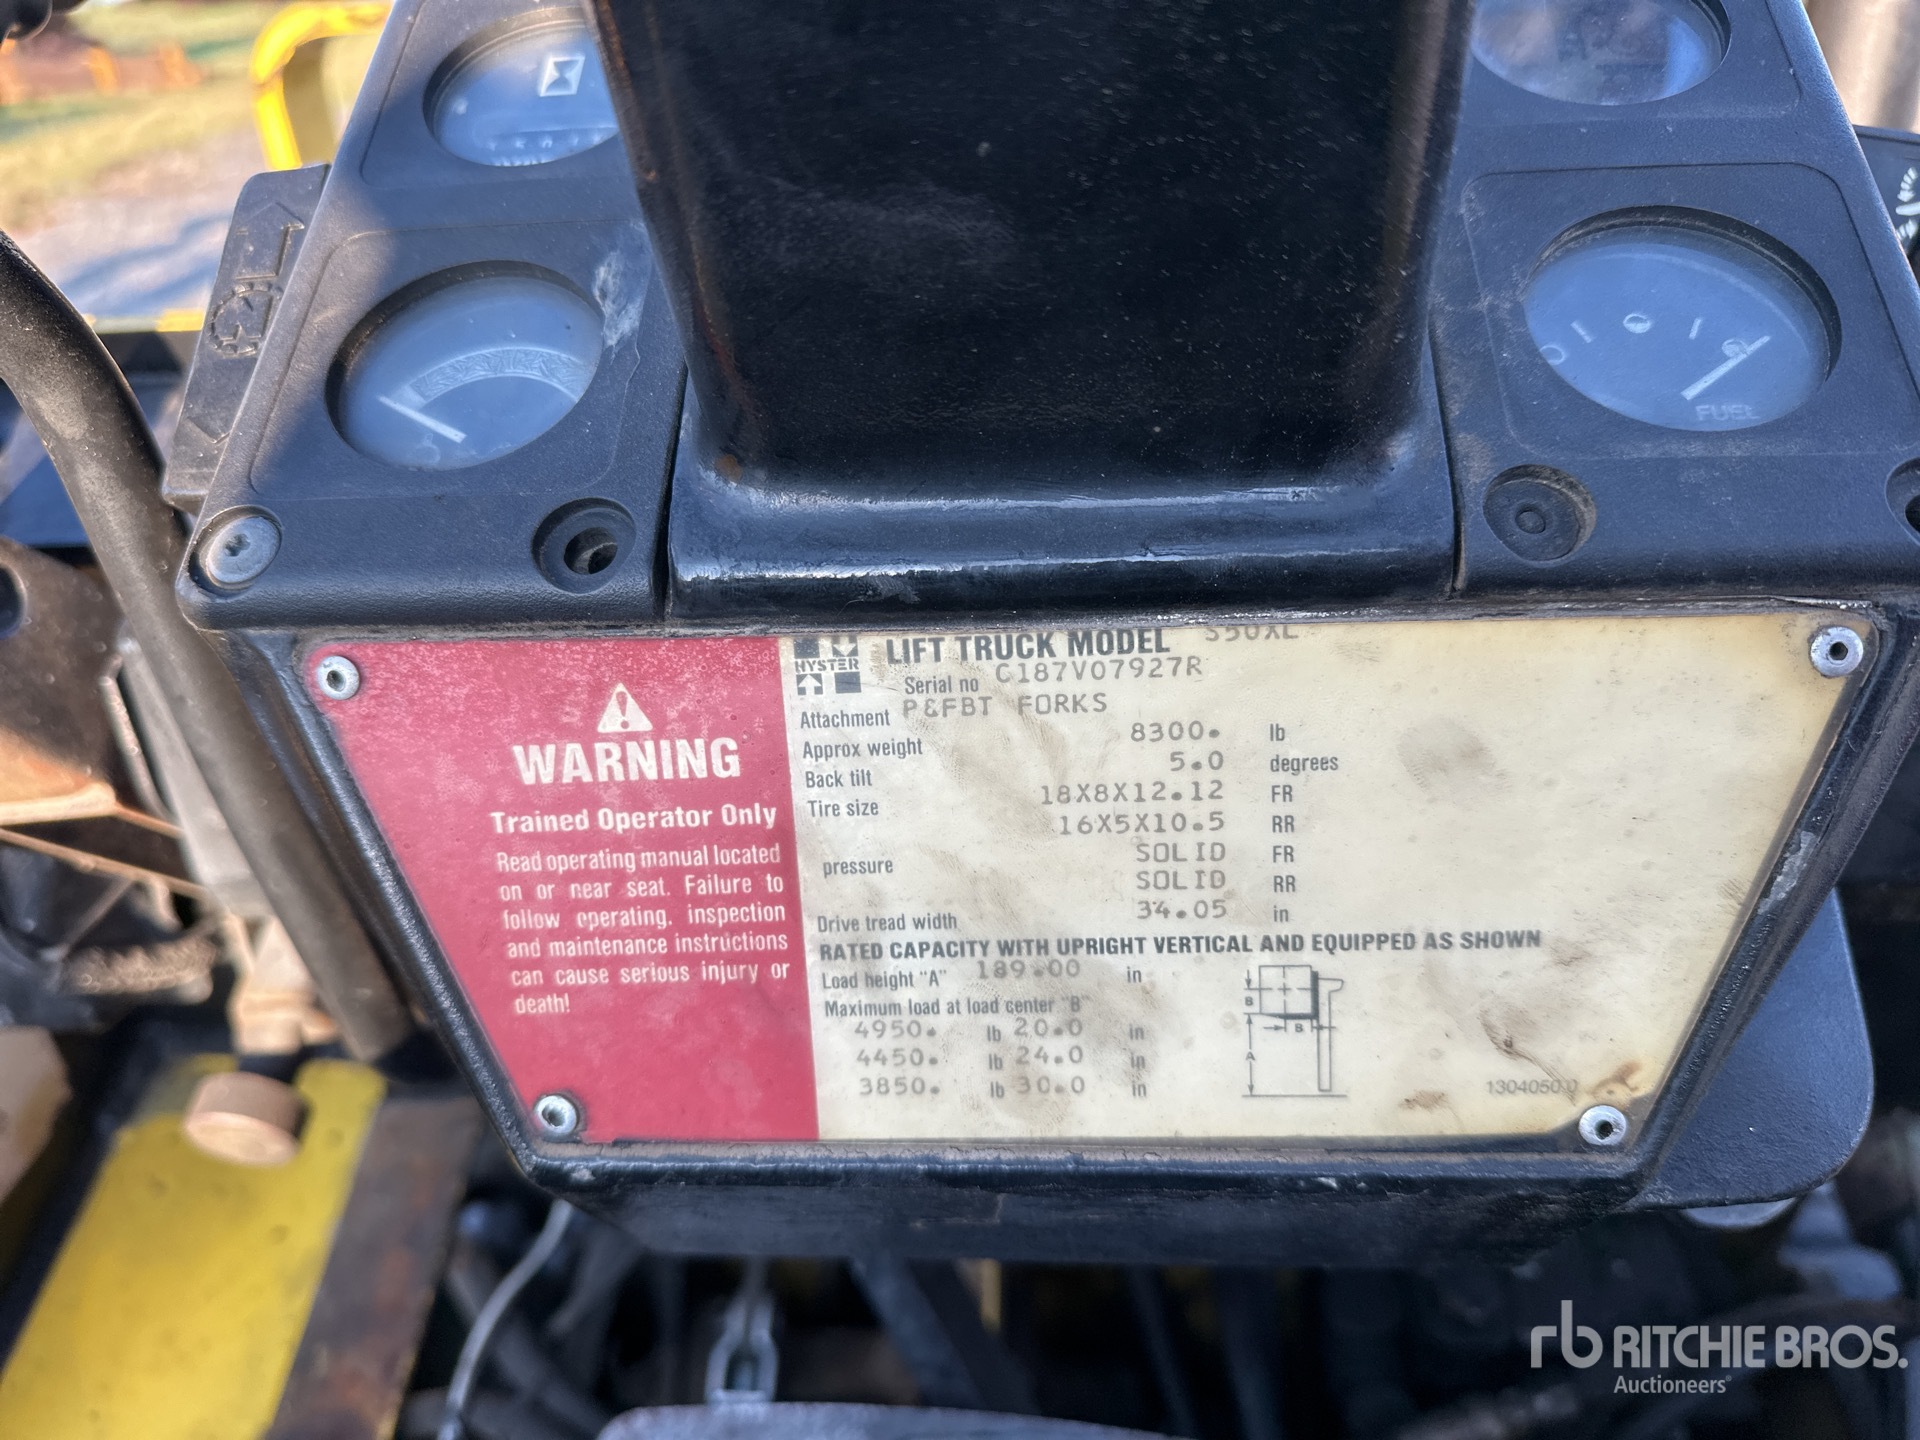 FUEL
HYSTER
LIFT TRUCK MODEL S50XL
Serial no C187V07927R
Attachment P&FBT FORKS
Approx weight 8300. lb
Back tilt 5.0 degrees
Tire size 18X8X12.12 FR
16X5X10.5 RR
pressure SOLID FR
SOLID RR
Drive tread width 34.05 in
RATED CAPACITY WITH UPRIGHT VERTICAL AND EQUIPPED AS SHOWN
Load height "A" 189.00 in
Maximum load at load center "B"
4950. lb 20.0 in
4450. lb 24.0 in
3850. lb 30.0 in
B
B
A
1304050
WARNING
Trained Operator Only
Read operating manual located
on or near seat. Failure to
follow operating, inspection
and maintenance instructions
can cause serious injury or
death!
rb RITCHIE BROS.
Auctioneers